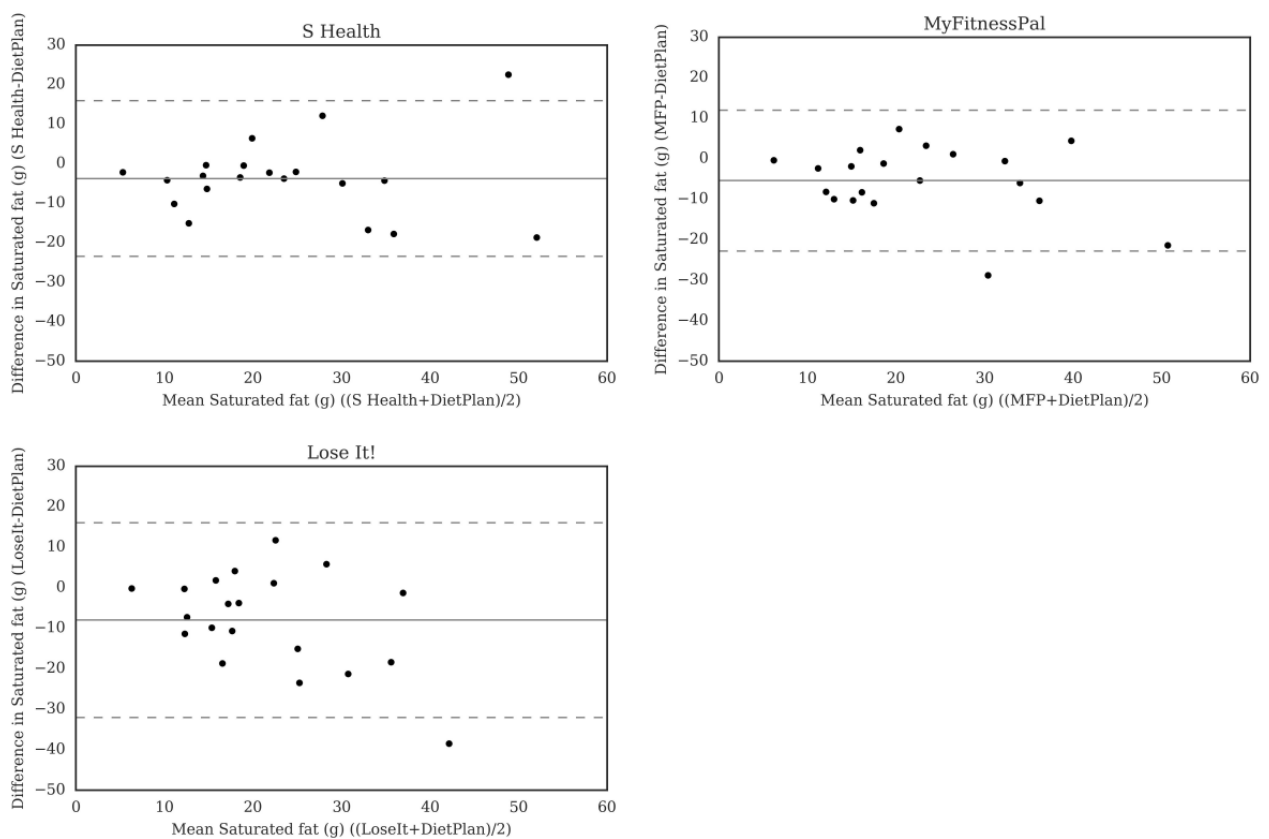 S Health
Difference in Saturated fat (g) (S Health-DietPlan)
30
20
10
0
−10
−20
−30
−40
−50
0 10 20 30 40 50 60
Mean Saturated fat (g) ((S Health+DietPlan)/2)
MyFitnessPal
Difference in Saturated fat (g) (MFP-DietPlan)
30
20
10
0
−10
−20
−30
−40
−50
0 10 20 30 40 50 60
Mean Saturated fat (g) ((MFP+DietPlan)/2)
Lose It!
Difference in Saturated fat (g) (LoseIt-DietPlan)
30
20
10
0
−10
−20
−30
−40
−50
0 10 20 30 40 50 60
Mean Saturated fat (g) ((LoseIt+DietPlan)/2)